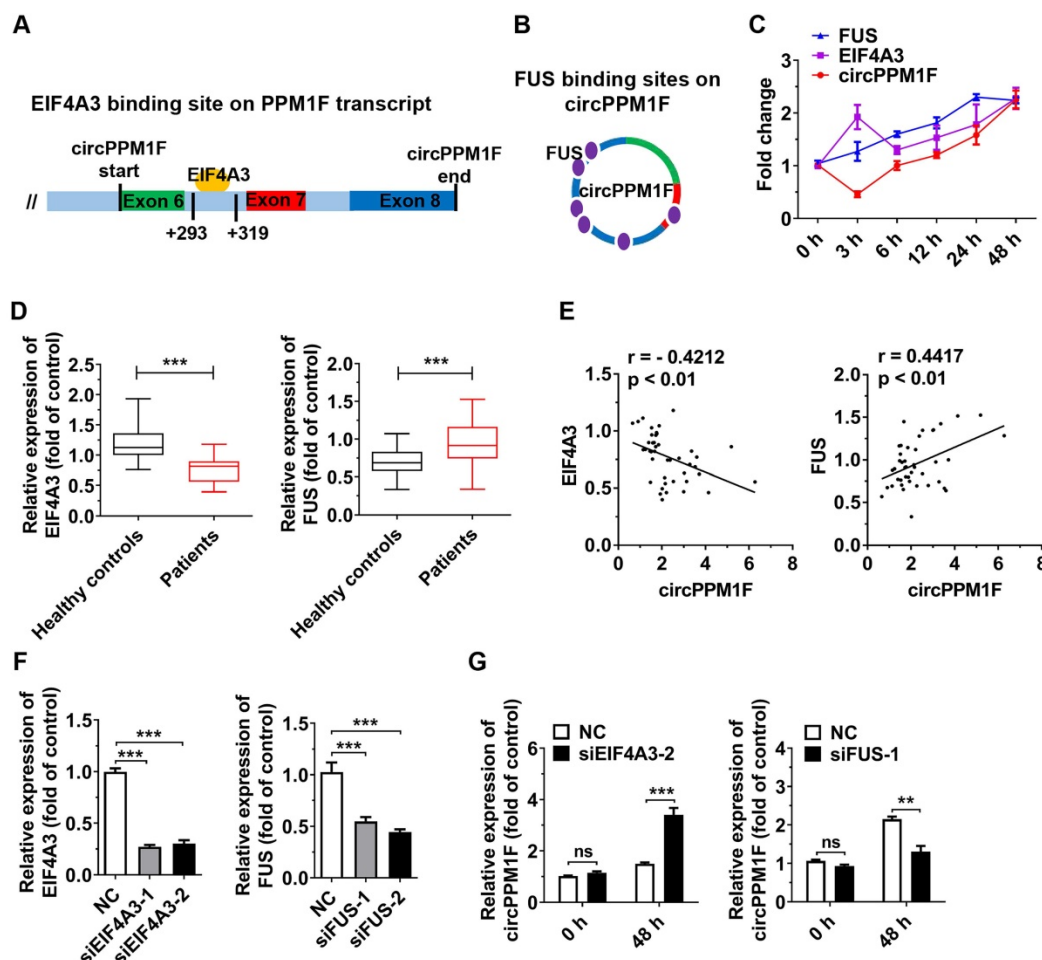 A
EIF4A3 binding site on PPM1F transcript
circPPM1F
start
EIF4A3
circPPM1F
end
//
Exon 6
Exon 7
Exon 8
+293
+319
B
FUS binding sites on
circPPM1F
FUS
circPPM1F
C
FUS
EIF4A3
circPPM1F
Fold change
3
2
1
0
0 h
3 h
6 h
12 h
24 h
48 h
D
Relative expression of
EIF4A3 (fold of control)
2.5
2.0
1.5
1.0
0.5
0.0
***
Healthy controls
Patients
Relative expression of
FUS (fold of control)
2.0
1.5
1.0
0.5
0.0
***
Healthy controls
Patients
E
r = - 0.4212
p < 0.01
EIF4A3
1.5
1.0
0.5
0.0
0
2
4
6
8
circPPM1F
r = 0.4417
p < 0.01
FUS
2.0
1.5
1.0
0.5
0.0
0
2
4
6
8
circPPM1F
F
Relative expression of
EIF4A3 (fold of control)
1.5
1.0
0.5
0.0
***
***
NC
siEIF4A3-1
siEIF4A3-2
Relative expression of
FUS (fold of control)
1.5
1.0
0.5
0.0
***
***
NC
siFUS-1
siFUS-2
G
NC
siEIF4A3-2
Relative expression of
circPPM1F (fold of control)
6
4
2
0
ns
***
0 h
48 h
NC
siFUS-1
Relative expression of
circPPM1F (fold of control)
4
3
2
1
0
ns
**
0 h
48 h